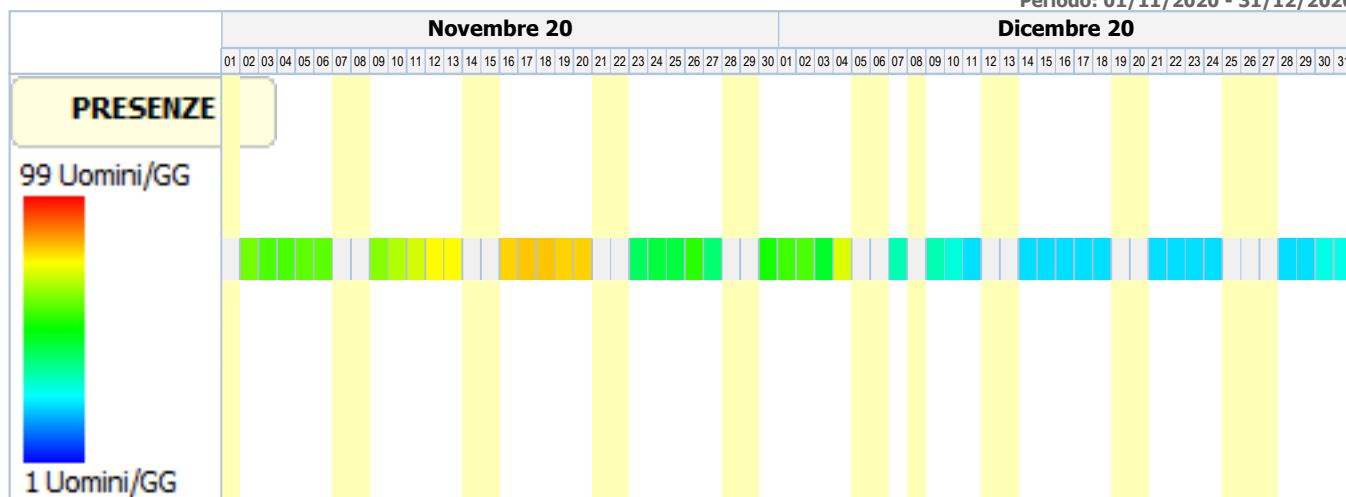 Periodo: 01/11/2020 - 31/12/2020
Novembre 20 Dicembre 20
01 02 03 04 05 06 07 08 09 10 11 12 13 14 15 16 17 18 19 20 21 22 23 24 25 26 27 28 29 30 01 02 03 04 05 06 07 08 09 10 11 12 13 14 15 16 17 18 19 20 21 22 23 24 25 26 27 28 29 30 31
PRESENZE
99 Uomini/GG
1 Uomini/GG